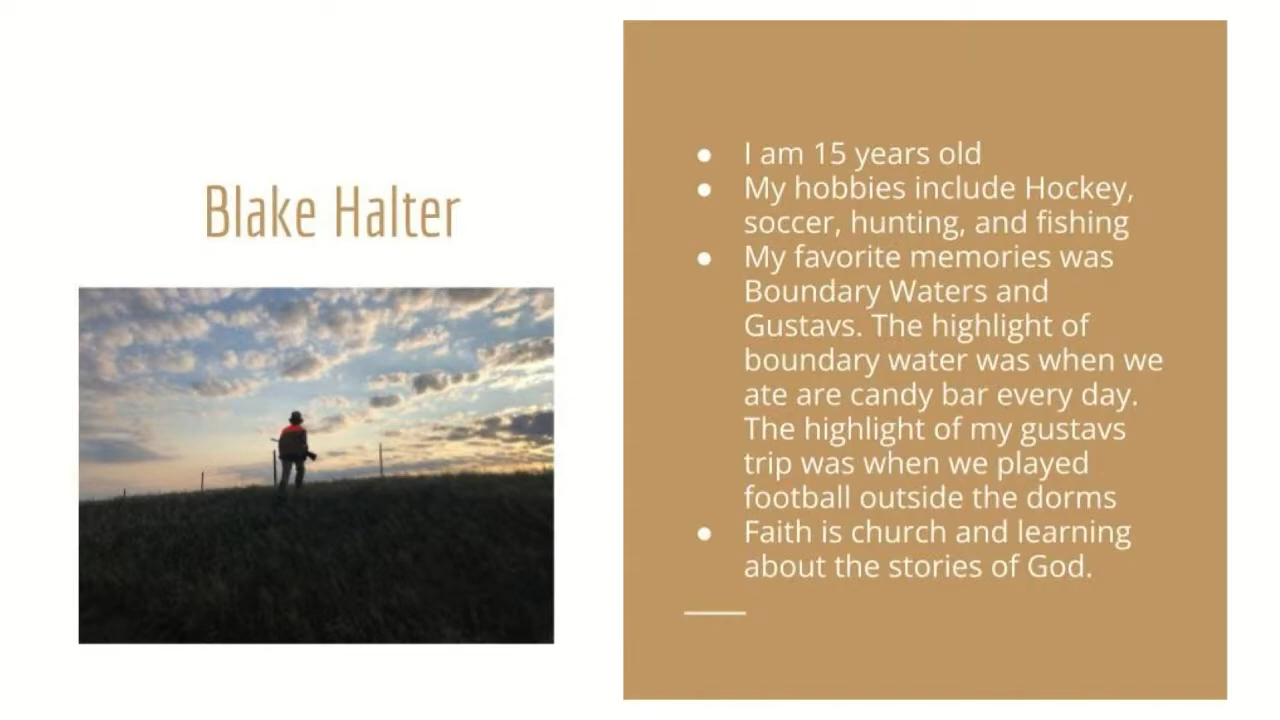 Blake Halter
● I am 15 years old
● My hobbies include Hockey,
soccer, hunting, and fishing
● My favorite memories was
Boundary Waters and
Gustavs. The highlight of
boundary water was when we
ate are candy bar every day.
The highlight of my gustavs
trip was when we played
football outside the dorms
● Faith is church and learning
about the stories of God.